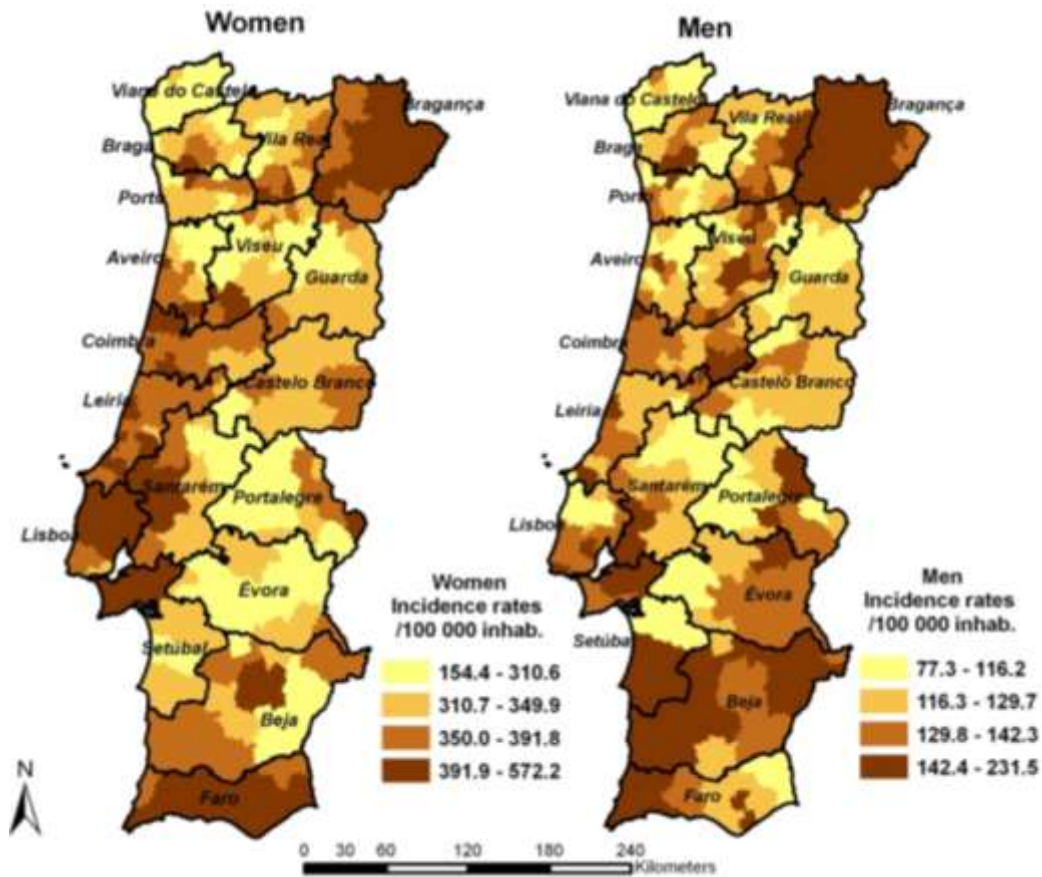 Women
Viana do Castelo
Bragança
Braga
Vila Real
Porto
Aveiro
Viseu
Guarda
Coimbra
Castelo Branco
Leiria
Santarém
Portalegre
Lisboa
Évora
Setúbal
Beja
Faro
Women
Incidence rates
/100 000 inhab.
154.4 - 310.6
310.7 - 349.9
350.0 - 391.8
391.9 - 572.2
Men
Viana do Castelo
Bragança
Vila Real
Braga
Porto
Viseu
Aveiro
Guarda
Coimbra
Castelo Branco
Leiria
Santarém
Portalegre
Lisboa
Évora
Setúbal
Beja
Faro
Men
Incidence rates
/100 000 inhab.
77.3 - 116.2
116.3 - 129.7
129.8 - 142.3
142.4 - 231.5
N
0 30 60 120 180 240
Kilometers